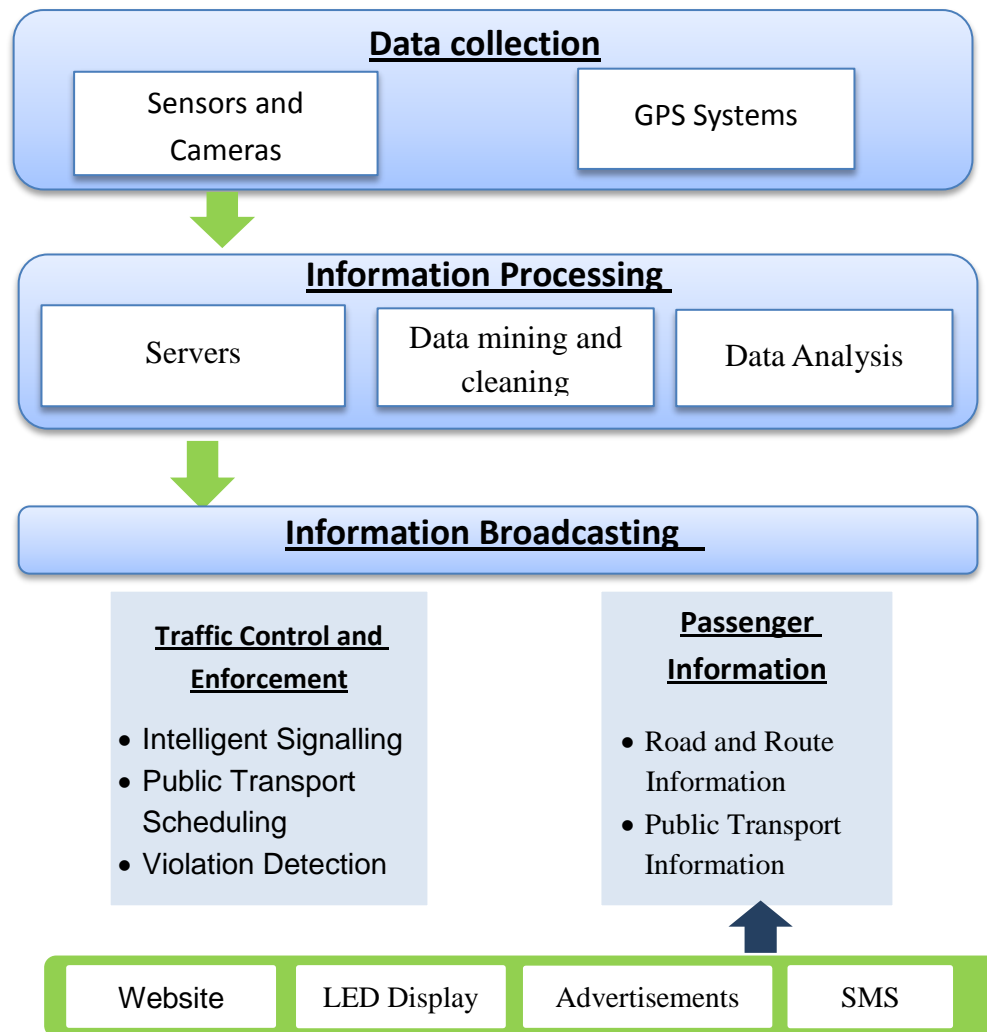 Data collection
Sensors and
Cameras
GPS Systems
Information Processing
Servers
Data mining and
cleaning
Data Analysis
Information Broadcasting
Traffic Control and
Enforcement
• Intelligent Signalling
• Public Transport
Scheduling
• Violation Detection
Passenger
Information
• Road and Route
Information
• Public Transport
Information
Website
LED Display
Advertisements
SMS